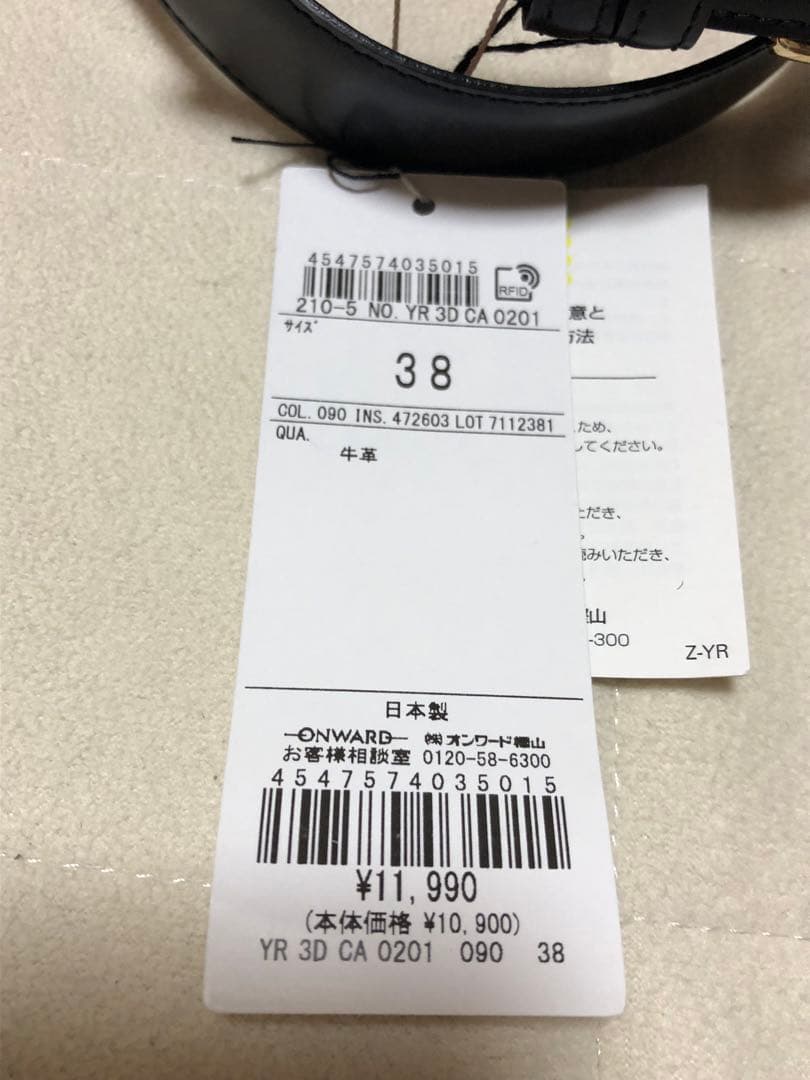 4547574035015
RFID
210-5 NO. YR 3D CA 0201
サイズ
38
COL. 090 INS. 472603 LOT 7112381
QUA.
牛革
日本製
ONWARD ㈱オンワード樫山
お客様相談室 0120-58-6300
4547574035015
¥11,990
(本体価格 ¥10,900)
YR 3D CA 0201 090 38
意と
方法
ため、
してください。
ただき、
読みいただき、
樫山
-300
Z-YR